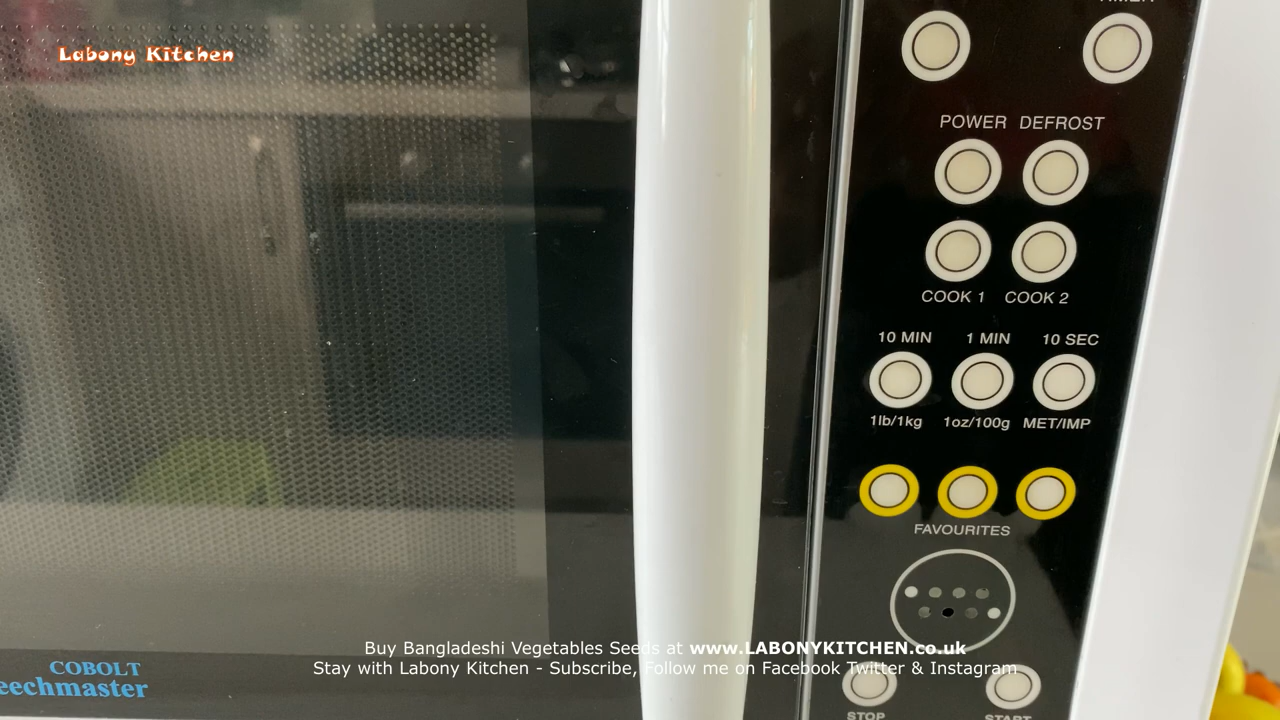 Labony Kitchen
POWER DEFROST
COOK 1 COOK 2
10 MIN 1 MIN 10 SEC
1lb/1kg 1oz/100g MET/IMP
FAVOURITES
Buy Bangladeshi Vegetables Seeds at www.LABONYKITCHEN.co.uk
Stay with Labony Kitchen - Subscribe, Follow me on Facebook Twitter & Instagram
COBOLT
eechmaster
STOP START